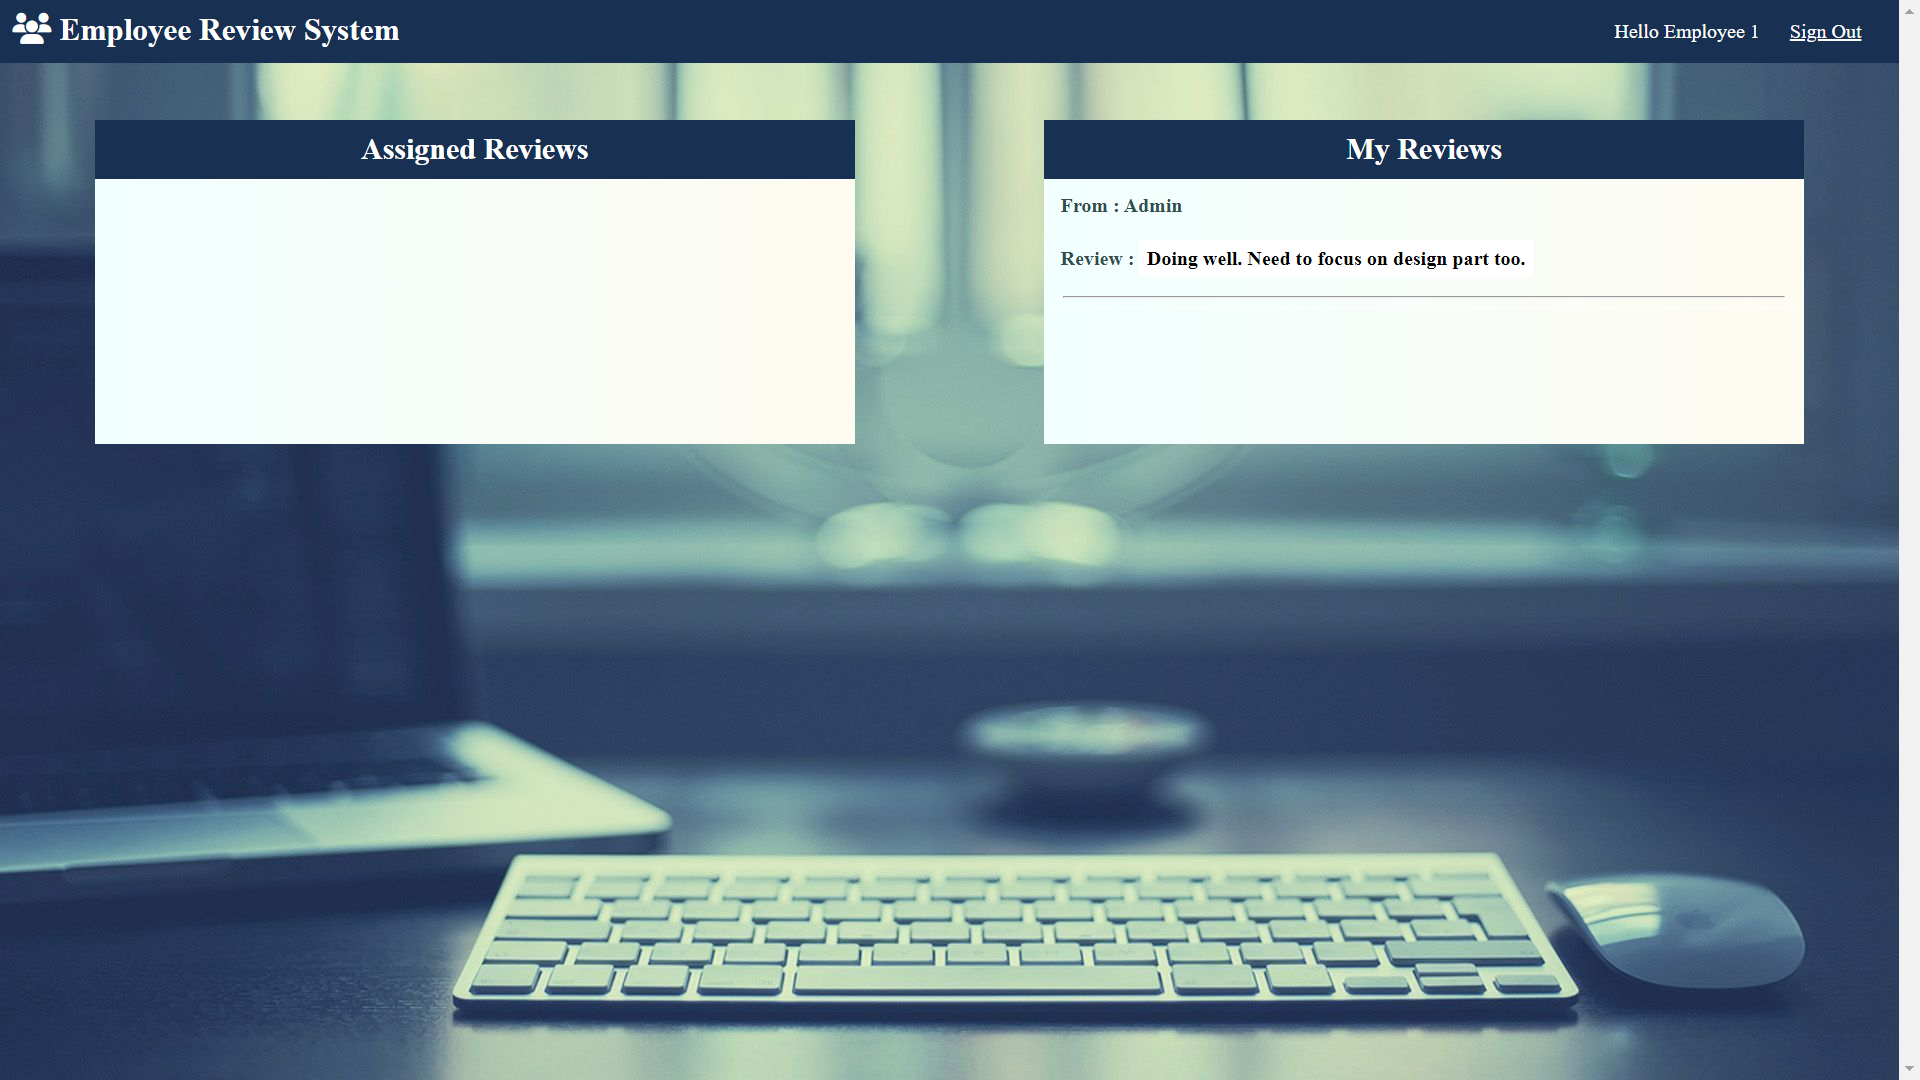 Employee Review System
Hello Employee 1
Sign Out
Assigned Reviews
My Reviews
From : Admin
Review : Doing well. Need to focus on design part too.